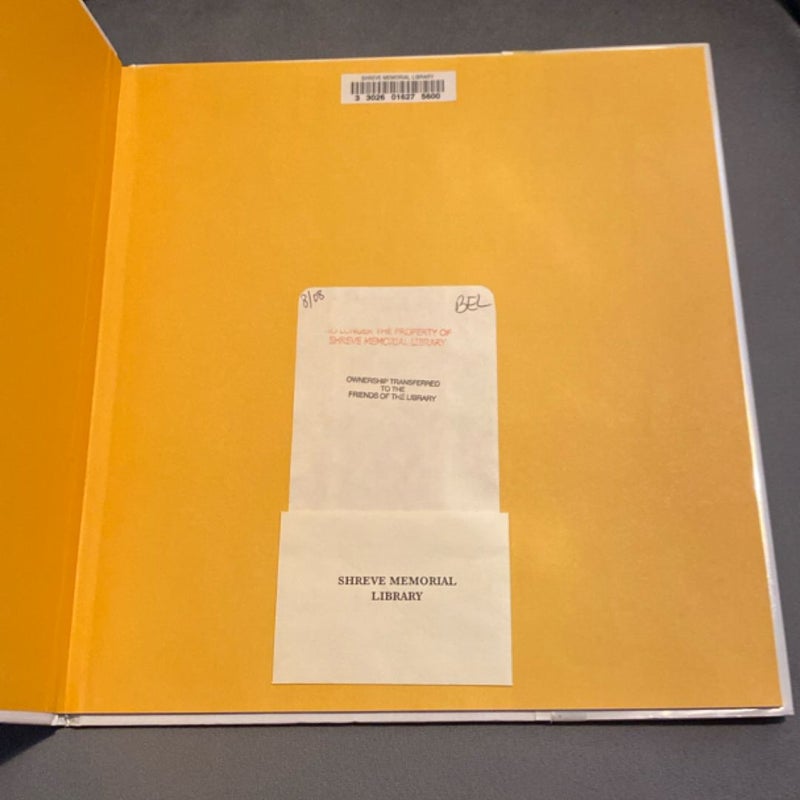 SHREVE MEMORIAL LIBRARY
3 3026 01627 5600
8/08
BEL
NO LONGER THE PROPERTY OF
SHREVE MEMORIAL LIBRARY
OWNERSHIP TRANSFERRED
TO THE
FRIENDS OF THE LIBRARY
SHREVE MEMORIAL
LIBRARY